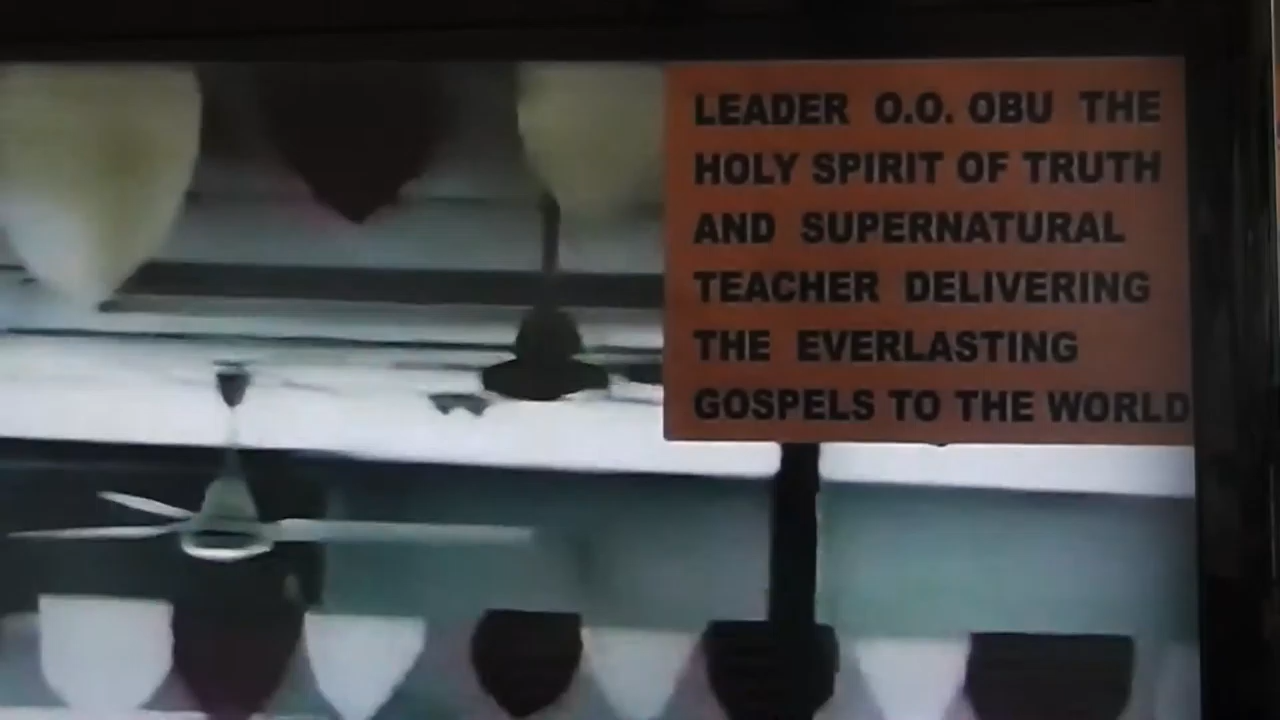 LEADER O.O. OBU THE
HOLY SPIRIT OF TRUTH
AND SUPERNATURAL
TEACHER DELIVERING
THE EVERLASTING
GOSPELS TO THE WORLD